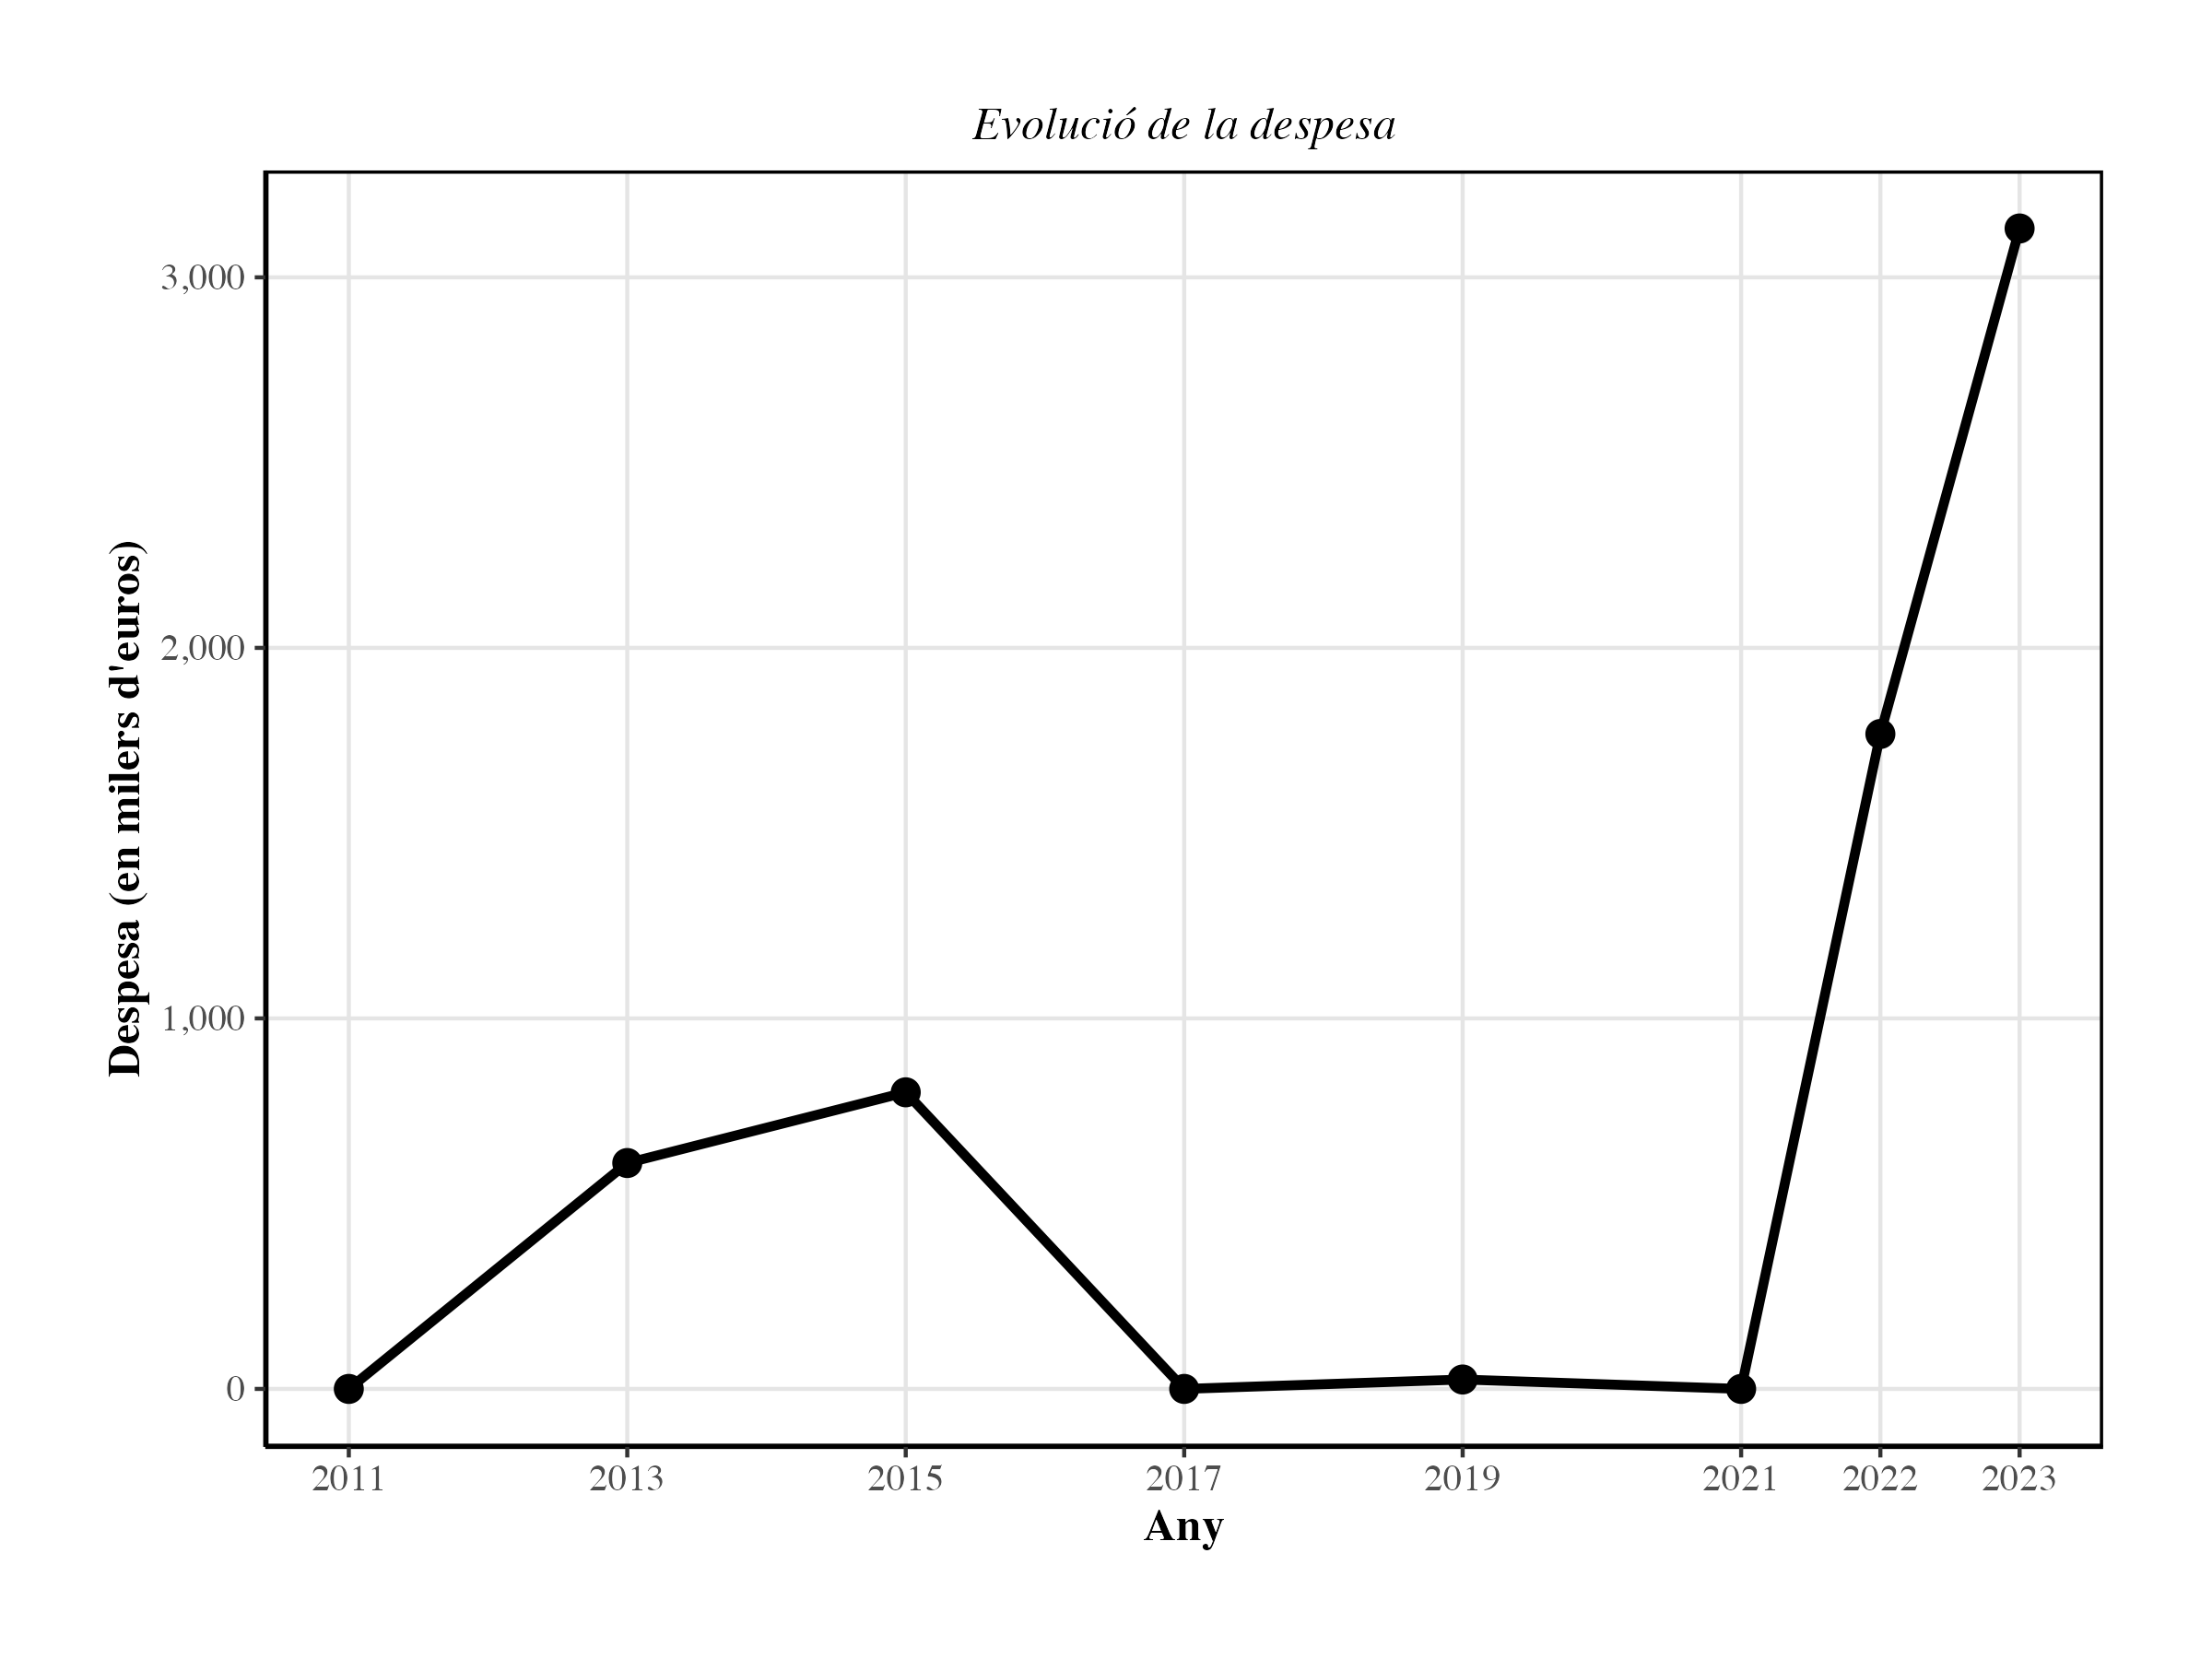 Evolució de la despesa
Despesa (en milers d'euros)
3,000
2,000
1,000
0
2011 2013 2015 2017 2019 2021 2022 2023
Any